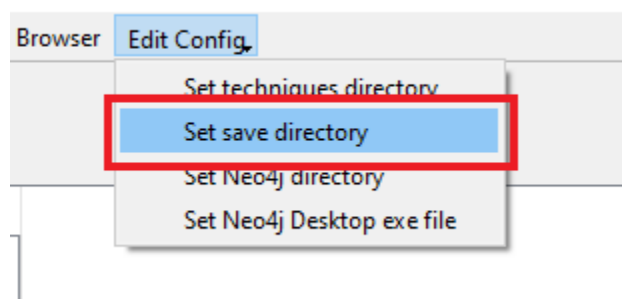 Browser Edit Config
Set techniques directory
Set save directory
Set Neo4j directory
Set Neo4j Desktop exe file